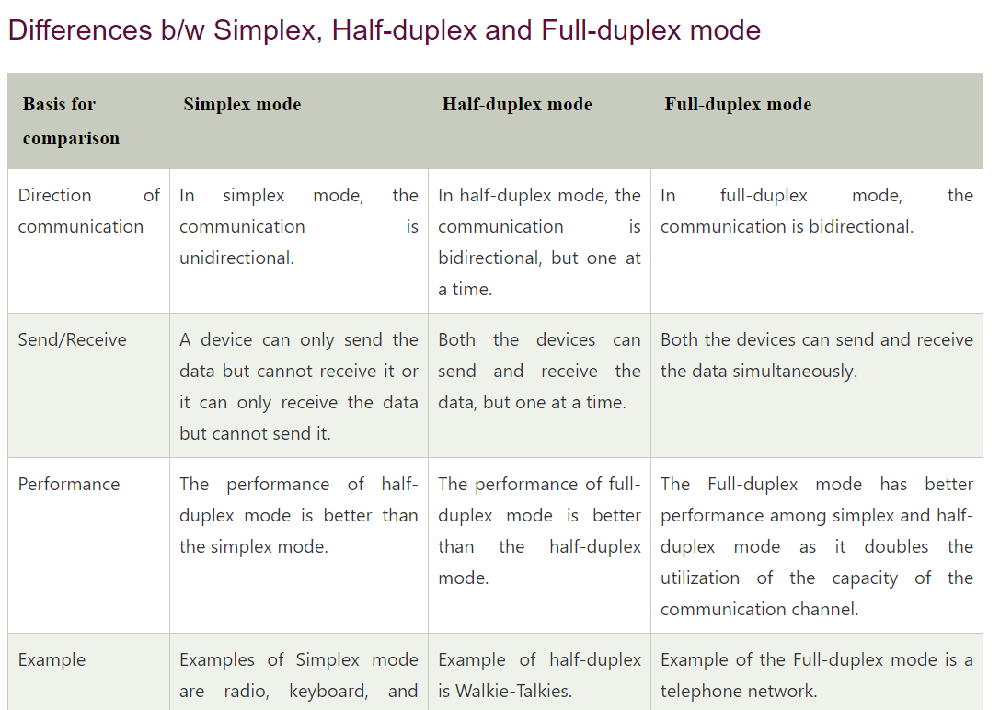 Differences b/w Simplex, Half-duplex and Full-duplex mode
Basis for
comparison
Simplex mode
Half-duplex mode
Full-duplex mode
Direction of
communication
In simplex mode, the
communication is
unidirectional.
In half-duplex mode, the
communication is
bidirectional, but one at
a time.
In full-duplex mode, the
communication is bidirectional.
Send/Receive
A device can only send the
data but cannot receive it or
it can only receive the data
but cannot send it.
Both the devices can
send and receive the
data, but one at a time.
Both the devices can send and receive
the data simultaneously.
Performance
The performance of half-
duplex mode is better than
the simplex mode.
The performance of full-
duplex mode is better
than the half-duplex
mode.
The Full-duplex mode has better
performance among simplex and half-
duplex mode as it doubles the
utilization of the capacity of the
communication channel.
Example
Examples of Simplex mode
are radio, keyboard, and
Example of half-duplex
is Walkie-Talkies.
Example of the Full-duplex mode is a
telephone network.